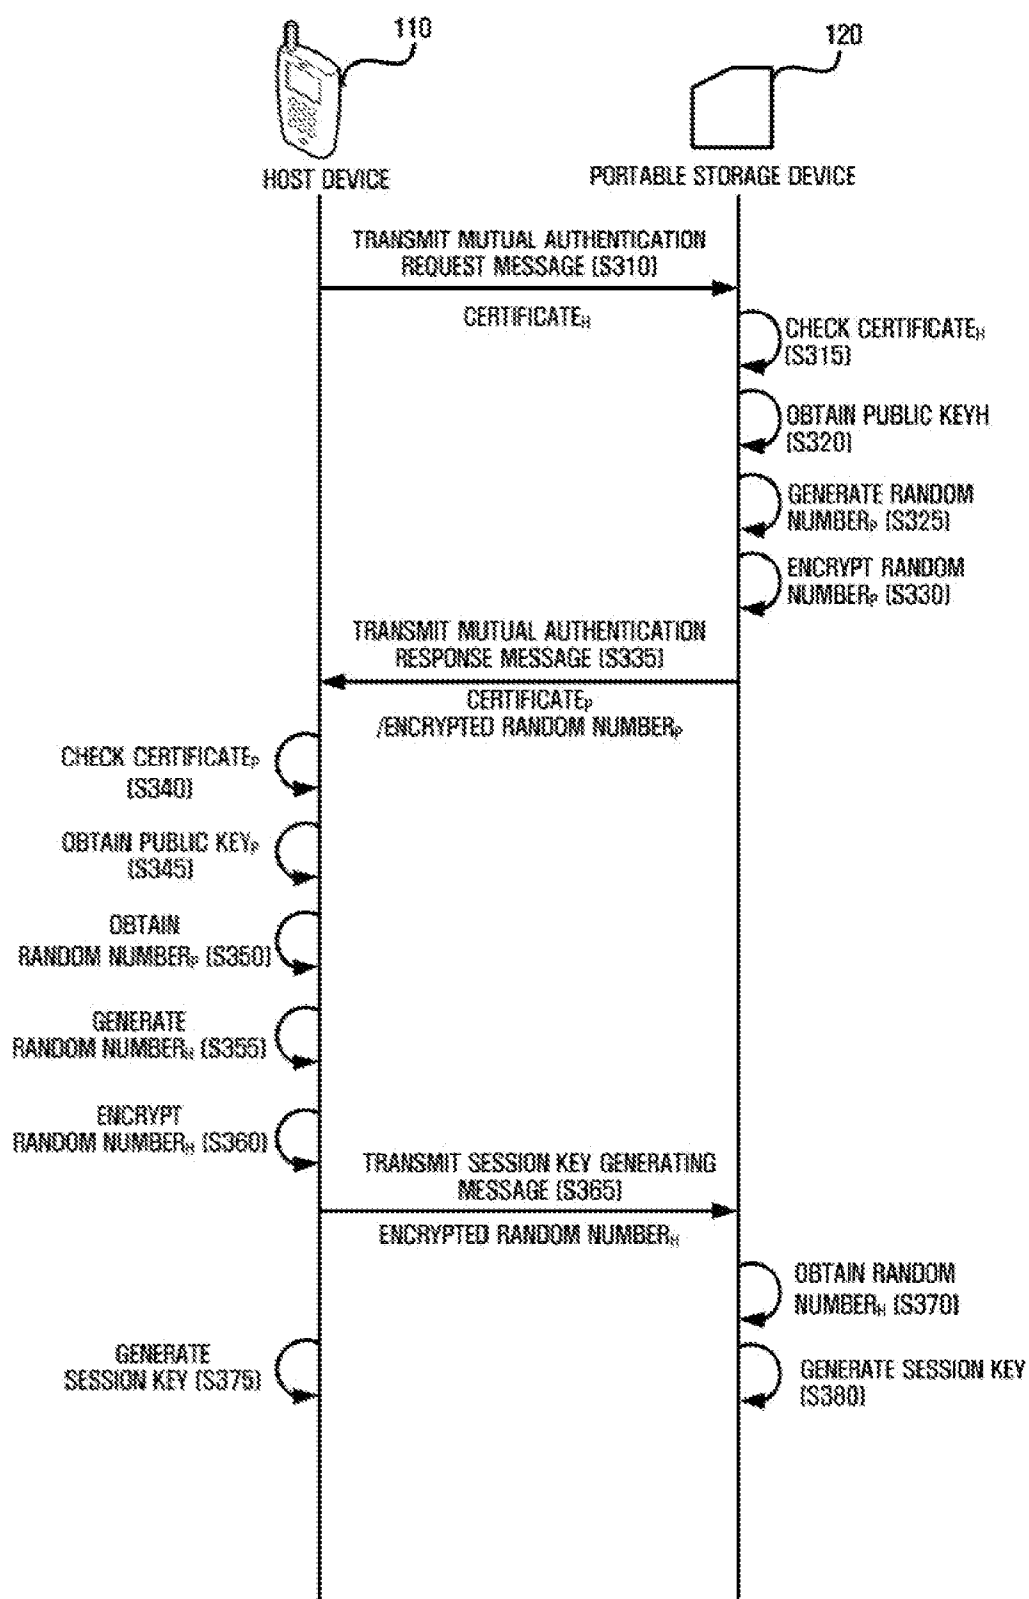 110
120
HOST DEVICE
PORTABLE STORAGE DEVICE
TRANSMIT MUTUAL AUTHENTICATION
REQUEST MESSAGE (S310)
CERTIFICATEH
CHECK CERTIFICATEH
(S315)
OBTAIN PUBLIC KEYH
(S320)
GENERATE RANDOM
NUMBERP (S325)
ENCRYPT RANDOM
NUMBERP (S330)
TRANSMIT MUTUAL AUTHENTICATION
RESPONSE MESSAGE (S335)
CERTIFICATEP
/ENCRYPTED RANDOM NUMBERP
CHECK CERTIFICATEP
(S340)
OBTAIN PUBLIC KEYP
(S345)
OBTAIN
RANDOM NUMBERP (S350)
GENERATE
RANDOM NUMBERH (S355)
ENCRYPT
RANDOM NUMBERH (S360)
TRANSMIT SESSION KEY GENERATING
MESSAGE (S365)
ENCRYPTED RANDOM NUMBERH
OBTAIN RANDOM
NUMBERH (S370)
GENERATE
SESSION KEY (S375)
GENERATE SESSION KEY
(S380)